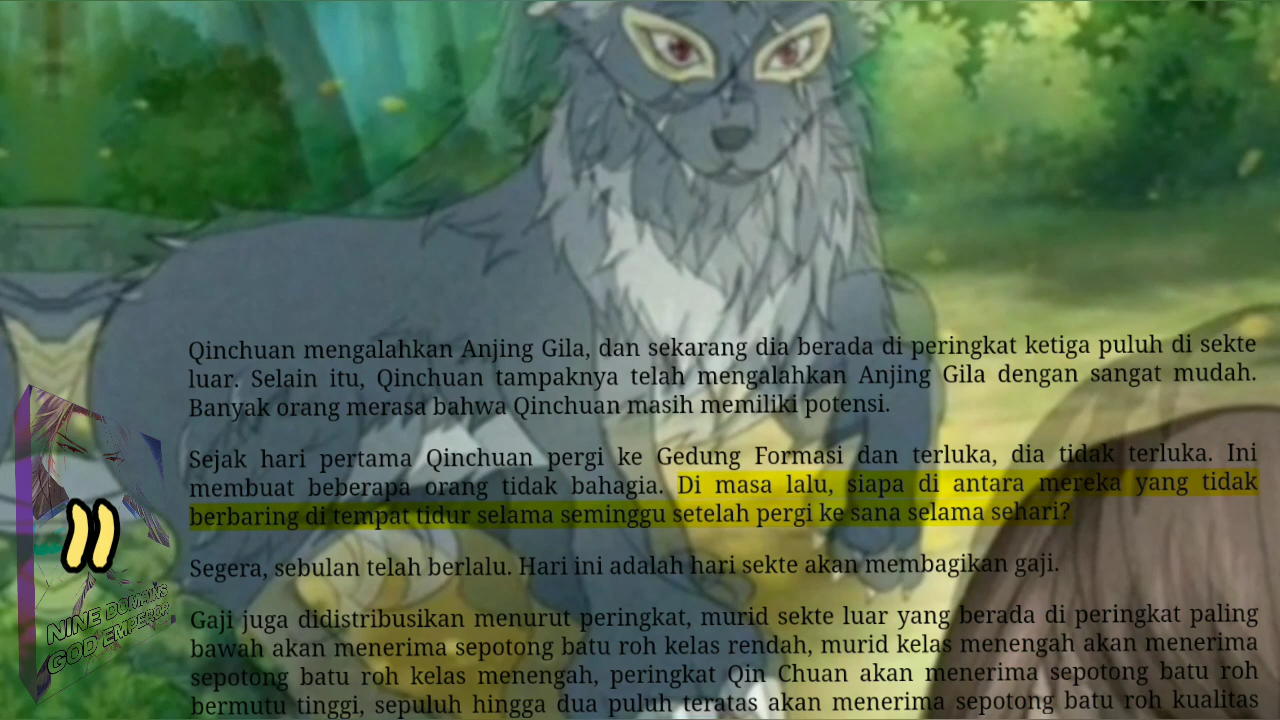 Qinchuan mengalahkan Anjing Gila, dan sekarang dia berada di peringkat ketiga puluh di sekte
luar. Selain itu, Qinchuan tampaknya telah mengalahkan Anjing Gila dengan sangat mudah.
Banyak orang merasa bahwa Qinchuan masih memiliki potensi.
Sejak hari pertama Qinchuan pergi ke Gedung Formasi dan terluka, dia tidak terluka. Ini
membuat beberapa orang tidak bahagia. Di masa lalu, siapa di antara mereka yang tidak
berbaring di tempat tidur selama seminggu setelah pergi ke sana selama sehari?
Segera, sebulan telah berlalu. Hari ini adalah hari sekte akan membagikan gaji.
Gaji juga didistribusikan menurut peringkat, murid sekte luar yang berada di peringkat paling
bawah akan menerima sepotong batu roh kelas rendah, murid kelas menengah akan menerima
sepotong batu roh kelas menengah, peringkat Qin Chuan akan menerima sepotong batu roh
bermutu tinggi, sepuluh hingga dua puluh teratas akan menerima sepotong batu roh kualitas
NINE DOMAINS
GOD EMPEROR